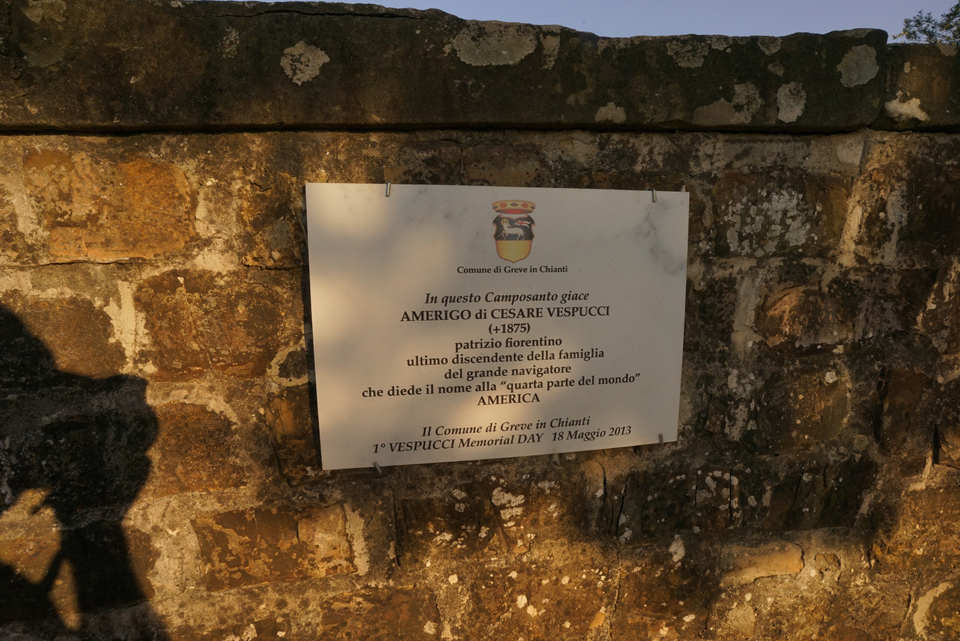 Comune di Greve in Chianti
In questo Camposanto giace
AMERIGO di CESARE VESPUCCI
(+1875)
patrizio fiorentino
ultimo discendente della famiglia
del grande navigatore
che diede il nome alla “quarta parte del mondo”
AMERICA
Il Comune di Greve in Chianti
1° VESPUCCI Memorial DAY 18 Maggio 2013